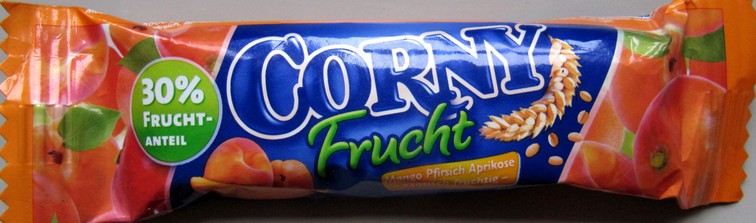 30%
FRUCHT-
ANTEIL
CORNY
Frucht
Mango Pfirsich Aprikose